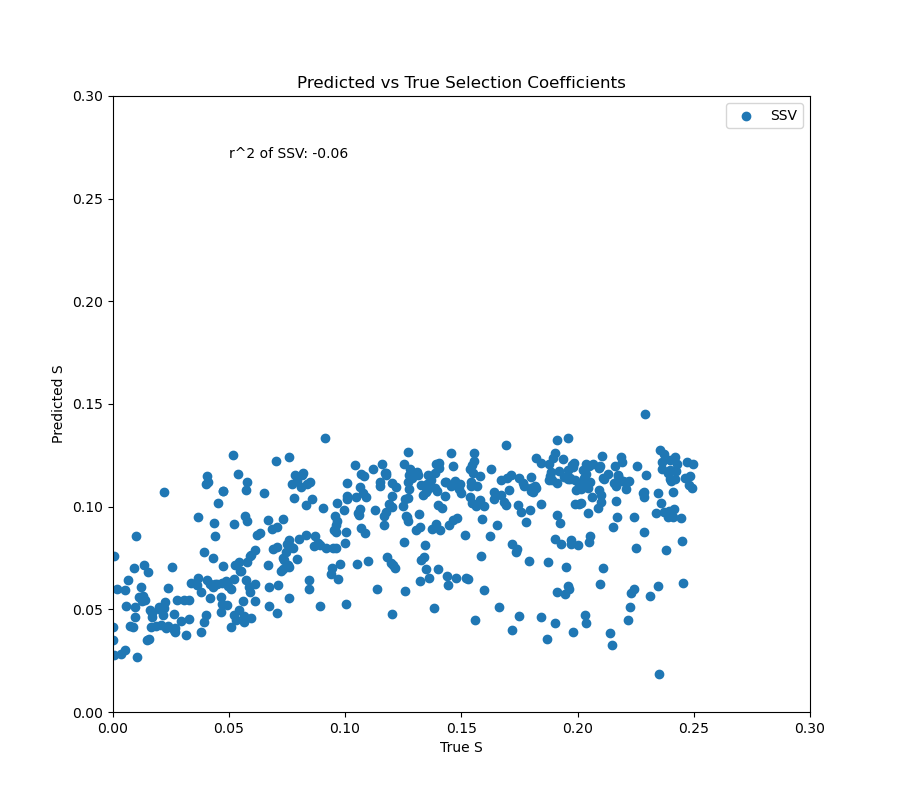 Predicted vs True Selection Coefficients
SSV
r^2 of SSV: -0.06
Predicted S
0.30
0.25
0.20
0.15
0.10
0.05
0.00
0.00 0.05 0.10 0.15 0.20 0.25 0.30
True S